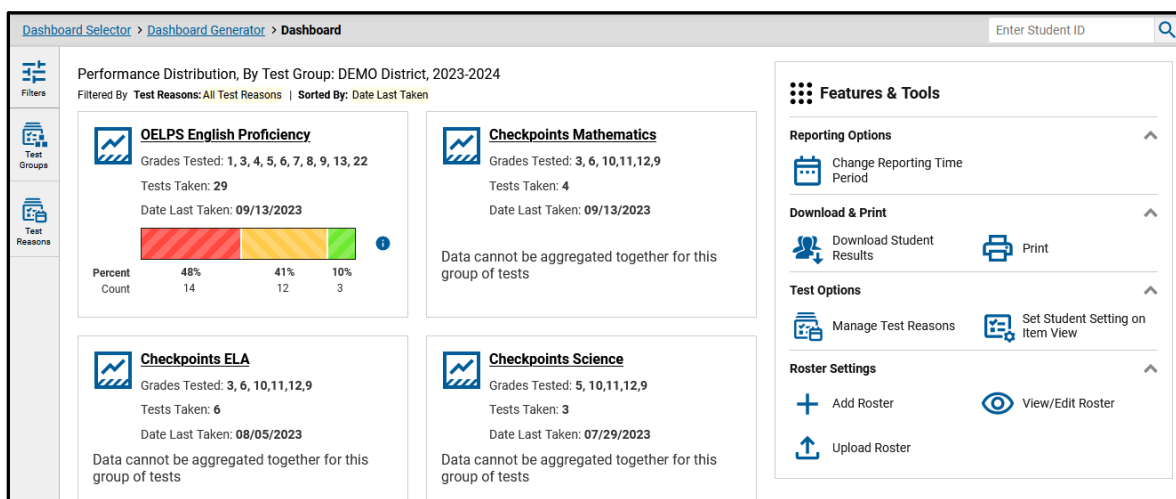 Dashboard Selector > Dashboard Generator > Dashboard
Enter Student ID
Filters
Test
Groups
Test
Reasons
Performance Distribution, By Test Group: DEMO District, 2023-2024
Filtered By Test Reasons: All Test Reasons | Sorted By: Date Last Taken
OELPS English Proficiency
Grades Tested: 1, 3, 4, 5, 6, 7, 8, 9, 13, 22
Tests Taken: 29
Date Last Taken: 09/13/2023
Percent 48% 41% 10%
Count 14 12 3
Checkpoints Mathematics
Grades Tested: 3, 6, 10,11,12,9
Tests Taken: 4
Date Last Taken: 09/13/2023
Data cannot be aggregated together for this
group of tests
Checkpoints ELA
Grades Tested: 3, 6, 10,11,12,9
Tests Taken: 6
Date Last Taken: 08/05/2023
Data cannot be aggregated together for this
group of tests
Checkpoints Science
Grades Tested: 5, 10,11,12,9
Tests Taken: 3
Date Last Taken: 07/29/2023
Data cannot be aggregated together for this
group of tests
Features & Tools
Reporting Options
Change Reporting Time
Period
Download & Print
Download Student
Results
Print
Test Options
Manage Test Reasons
Set Student Setting on
Item View
Roster Settings
Add Roster
View/Edit Roster
Upload Roster